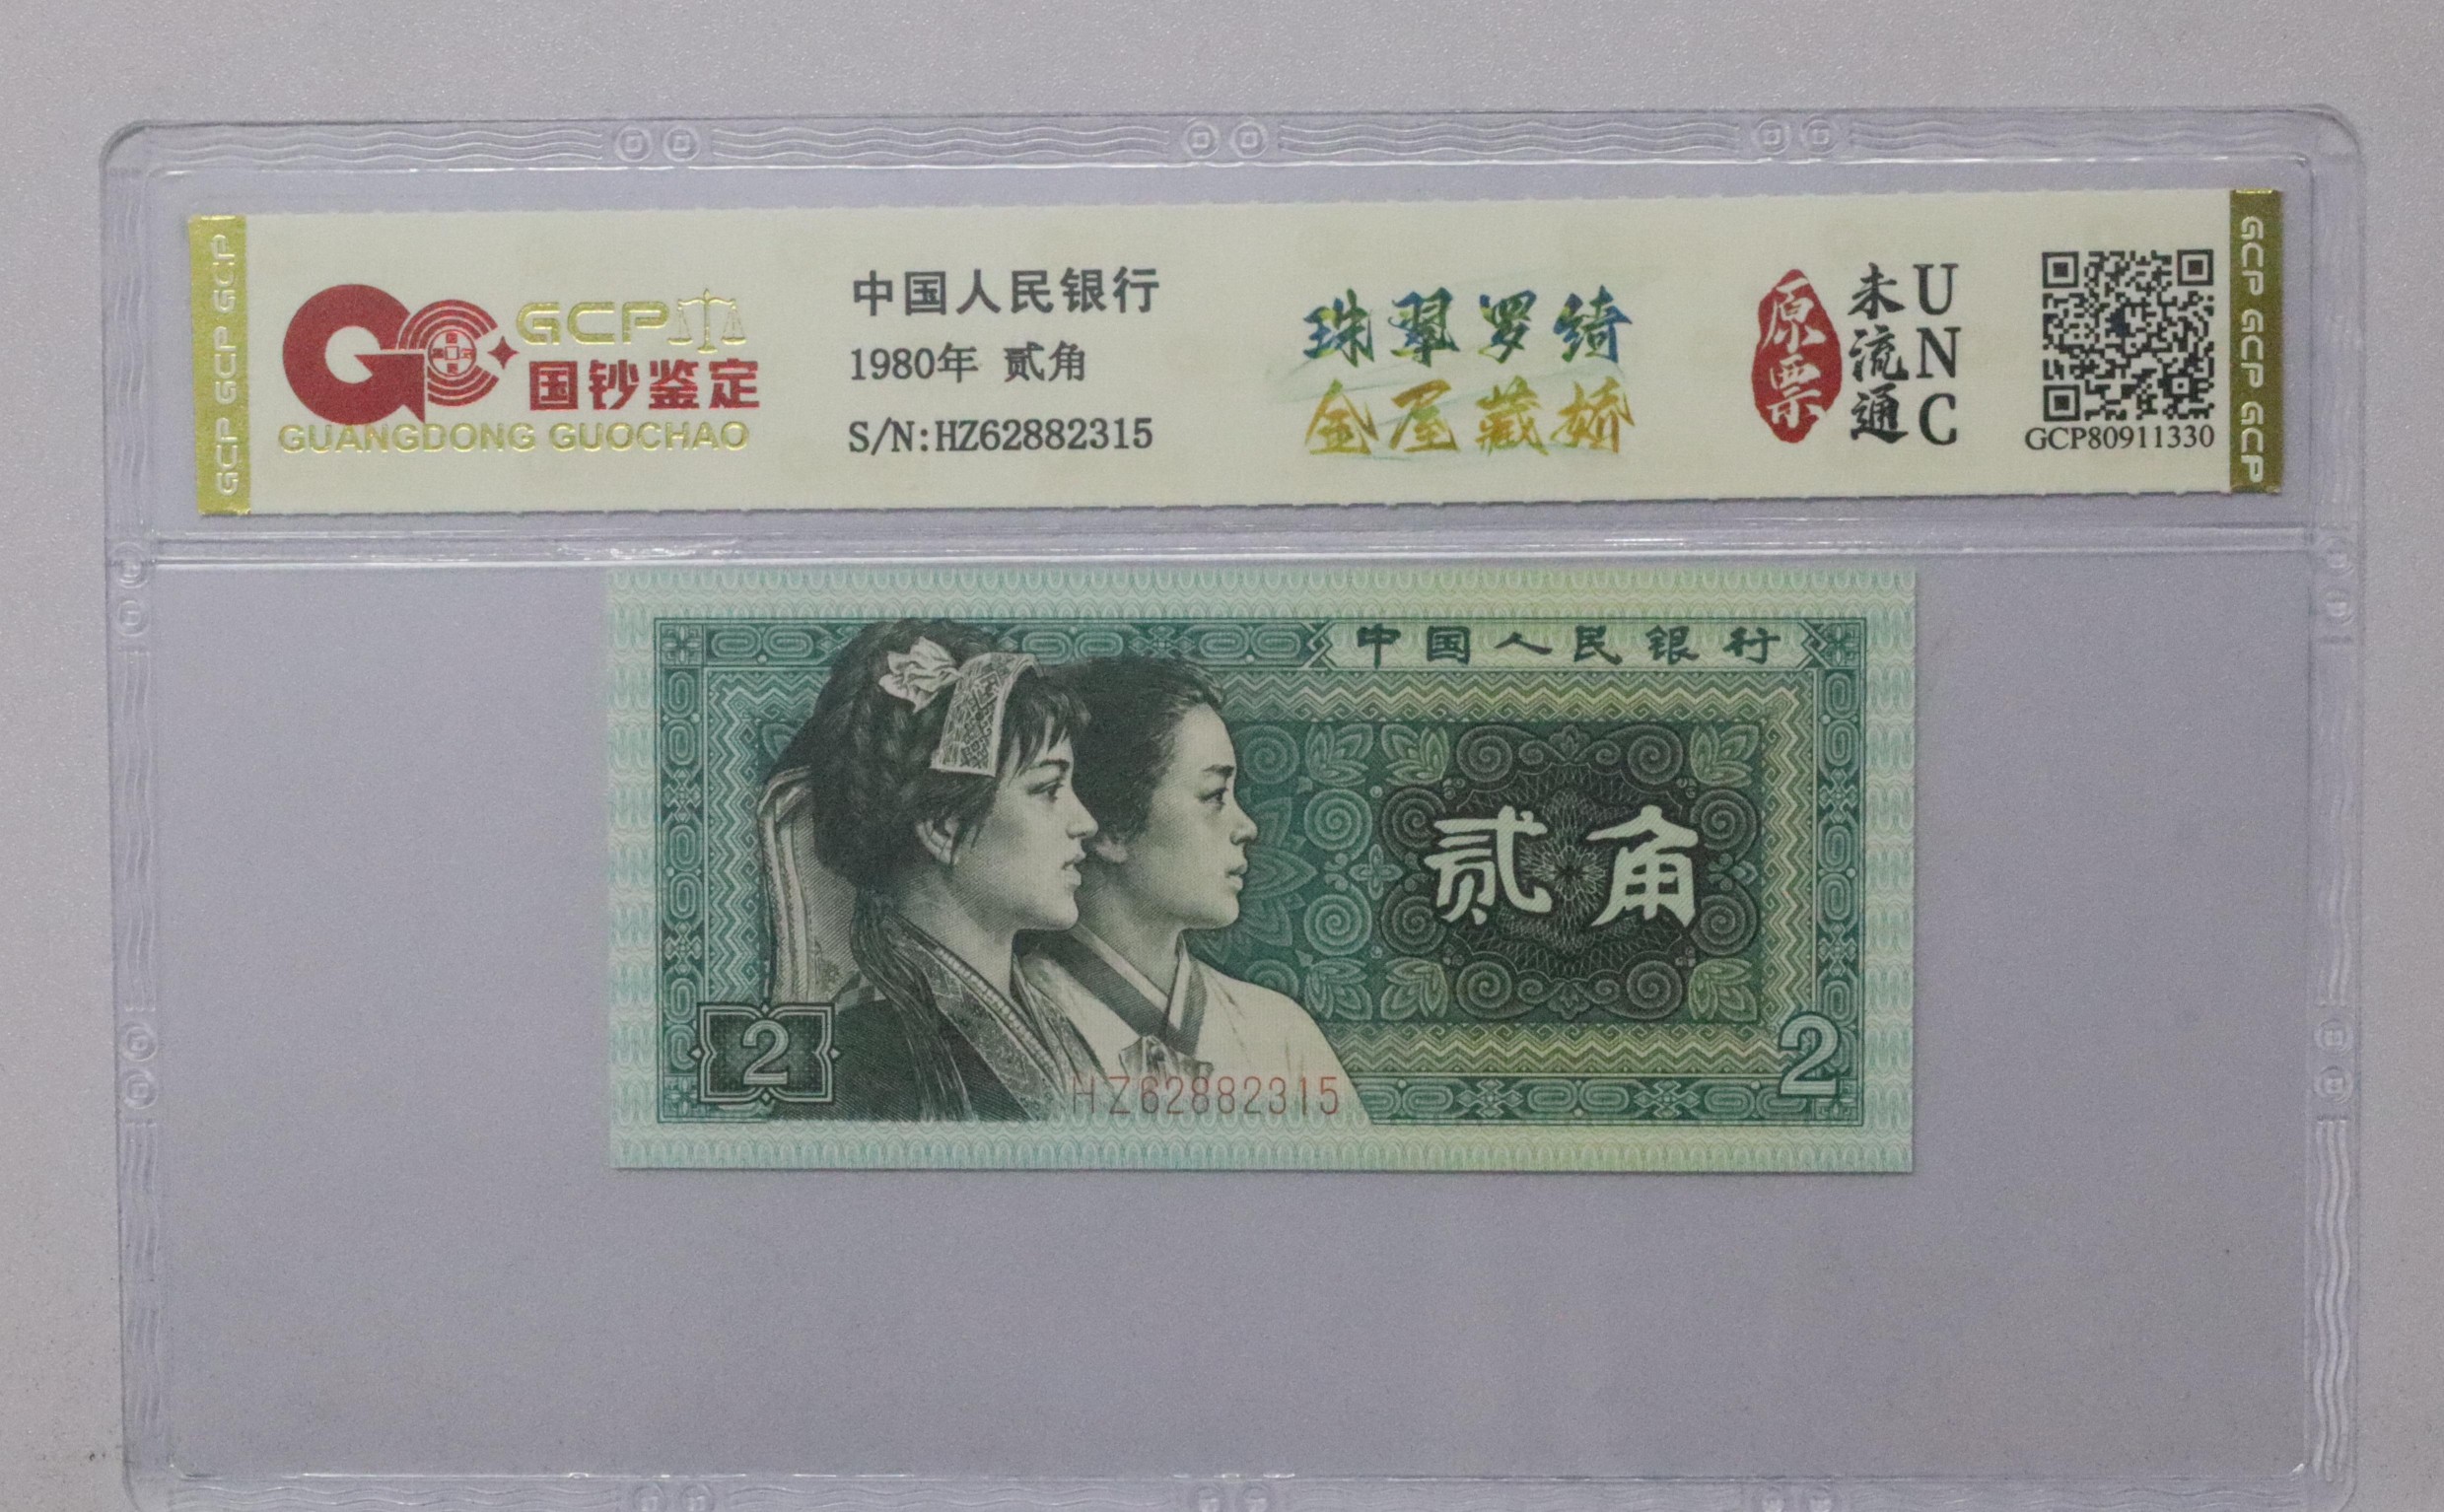 GCP GCP GCP
GCP
国钞鉴定
GUANGDONG GUOCHAO
中国人民银行
1980年 贰角
S/N:HZ62882315
珠翠罗绮
金屋藏娇
原票
未流通
UNC
GCP80911330
GCP GCP GCP
中国人民银行
贰角
2
2
HZ62882315